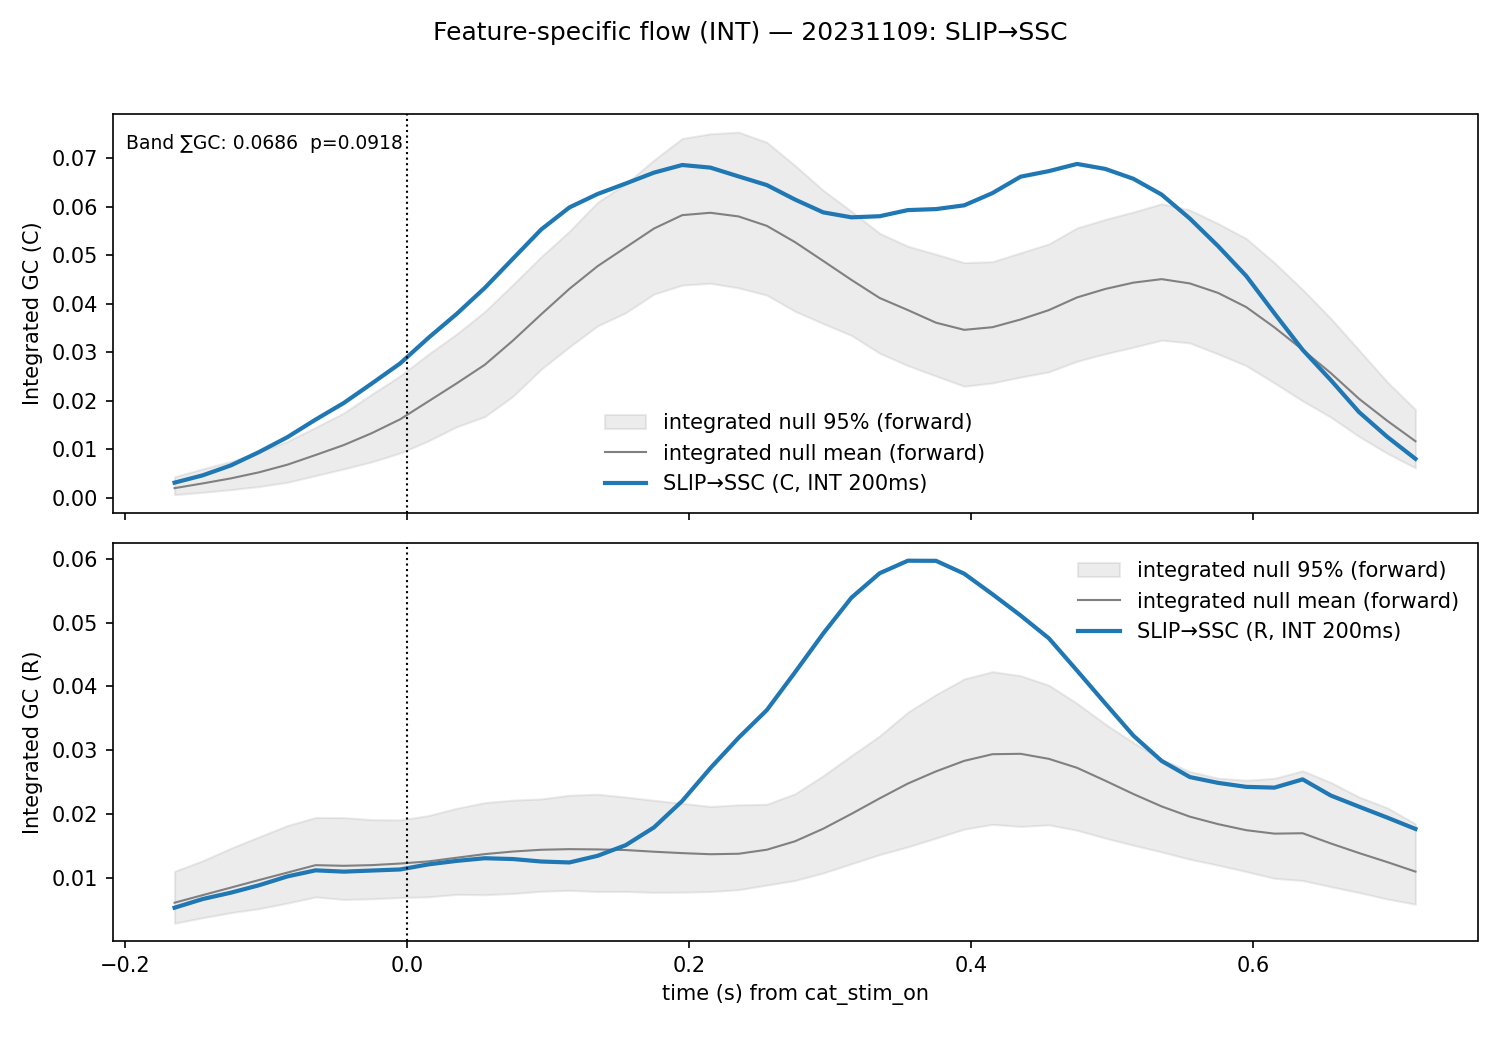 Feature-specific flow (INT) — 20231109: SLIP→SSC
Band ∑GC: 0.0686  p=0.0918
Integrated GC (C)
0.07
0.06
0.05
0.04
0.03
0.02
0.01
0.00
integrated null 95% (forward)
integrated null mean (forward)
SLIP→SSC (C, INT 200ms)
Integrated GC (R)
0.06
0.05
0.04
0.03
0.02
0.01
integrated null 95% (forward)
integrated null mean (forward)
SLIP→SSC (R, INT 200ms)
−0.2 0.0 0.2 0.4 0.6
time (s) from cat_stim_on